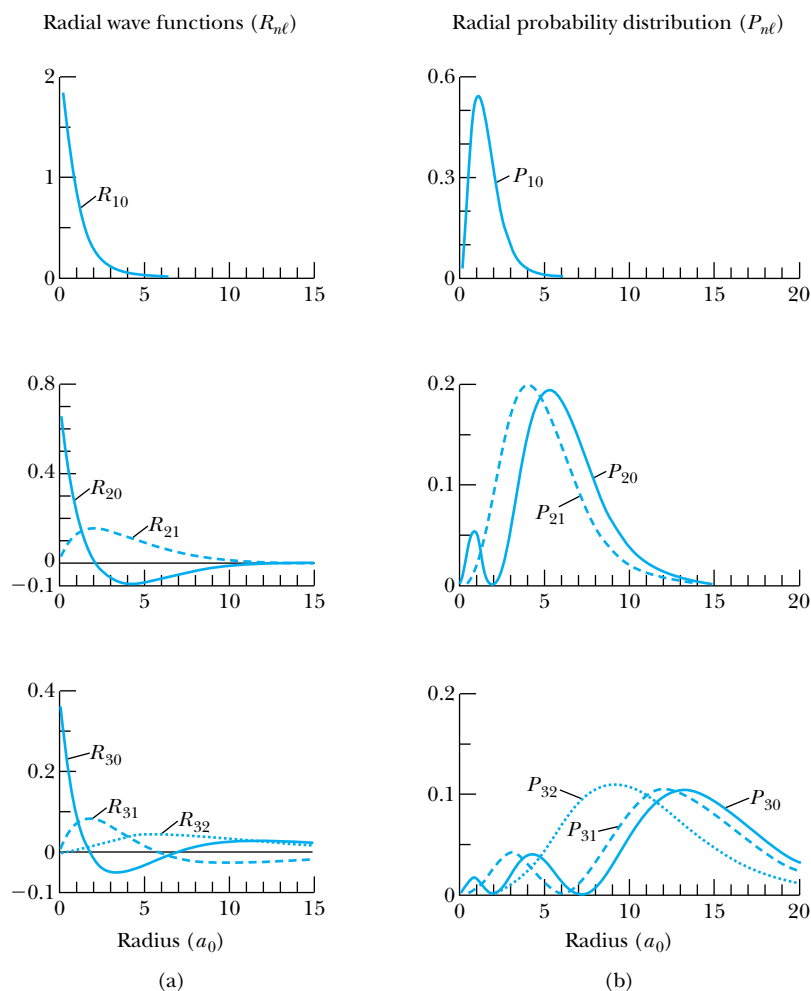 Radial wave functions (Rnℓ)
Radial probability distribution (Pnℓ)
2
1
0
R10
0 5 10 15
0.6
0.3
0
P10
0 5 10 15 20
0.8
0.4
0
−0.1
R20
R21
0 5 10 15
0.2
0.1
0
P20
P21
0 5 10 15 20
0.4
0.2
0
−0.1
R30
R31
R32
0 5 10 15
Radius (a0)
(a)
0.2
0.1
0
P32
P30
P31
0 5 10 15 20
Radius (a0)
(b)